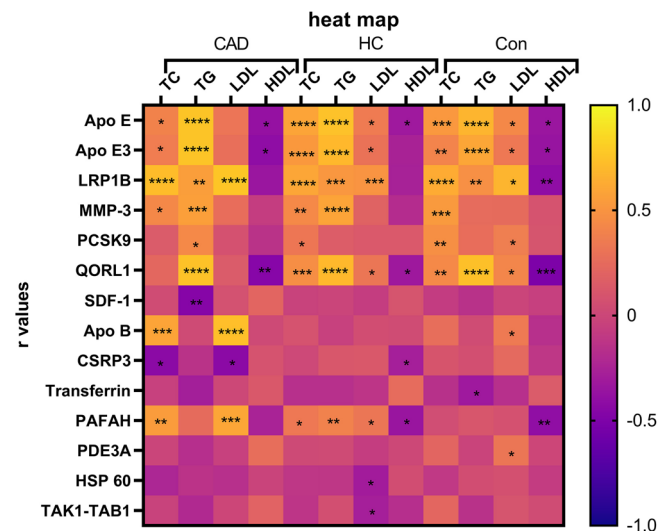 heat map
CAD HC Con
TC TG LDL HDL TC TG LDL HDL TC TG LDL HDL
Apo E * **** * **** **** * * *** **** * *
Apo E3 * **** * **** **** * ** **** * *
LRP1B **** ** **** **** *** *** **** ** * **
MMP-3 * *** ** **** ***
PCSK9 * * ** *
QORL1 **** ** *** **** * * ** **** * ***
SDF-1 **
Apo B *** **** *
CSRP3 * * *
Transferrin *
PAFAH ** *** * ** * * **
PDE3A *
HSP 60 *
TAK1-TAB1 *
r values
1.0
0.5
0
-0.5
-1.0